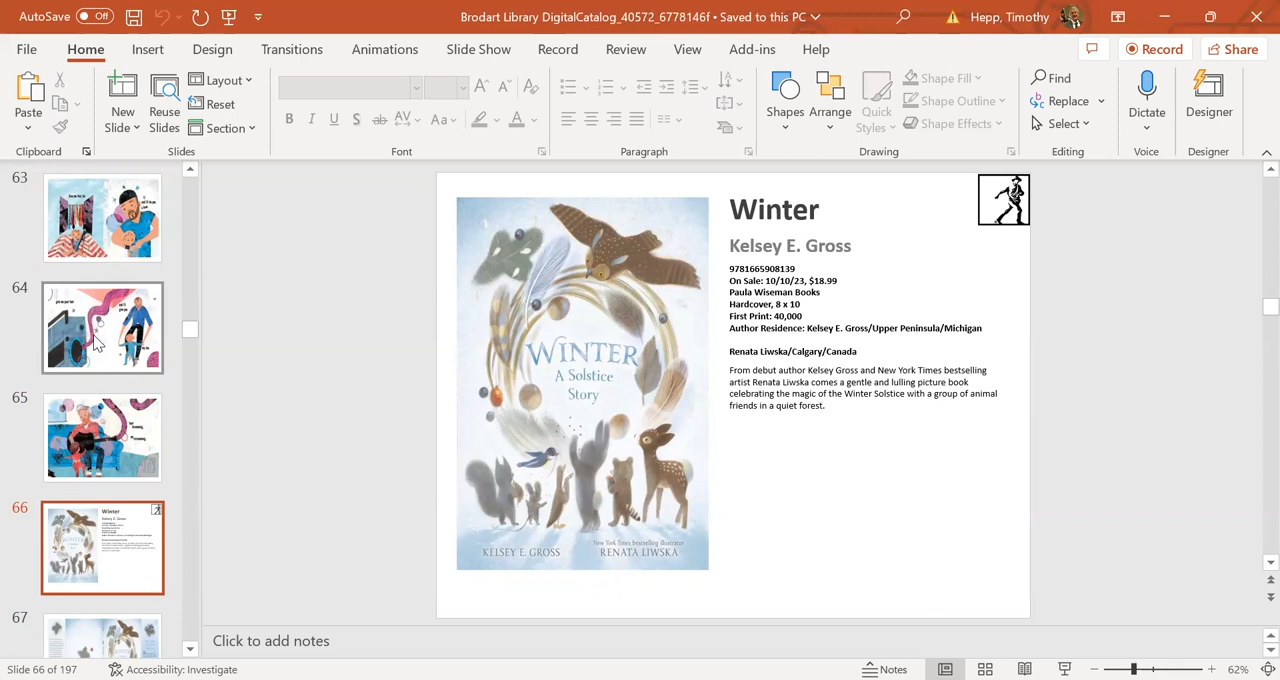 AutoSave Off
Brodart Library DigitalCatalog_40572_6778146f • Saved to this PC
Hepp, Timothy
File Home Insert Design Transitions Animations Slide Show Record Review View Add-ins Help
Record Share
Paste
New Slide
Reuse Slides
Layout
Reset
Section
B I U S ab AV Aa A
Shapes
Arrange
Quick Styles
Shape Fill
Shape Outline
Shape Effects
Find
Replace
Select
Dictate
Designer
Clipboard Slides Font Paragraph Drawing Editing Voice Designer
63
64
65
66
Winter
67
WINTER
A Solstice
Story
KELSEY E. GROSS
New York Times bestselling illustrator
RENATA LIWSKA
Winter
Kelsey E. Gross
9781665908139
On Sale: 10/10/23, $18.99
Paula Wiseman Books
Hardcover, 8 x 10
First Print: 40,000
Author Residence: Kelsey E. Gross/Upper Peninsula/Michigan
Renata Liwska/Calgary/Canada
From debut author Kelsey Gross and New York Times bestselling
artist Renata Liwska comes a gentle and lulling picture book
celebrating the magic of the Winter Solstice with a group of animal
friends in a quiet forest.
Click to add notes
Slide 66 of 197
Accessibility: Investigate
Notes
62%